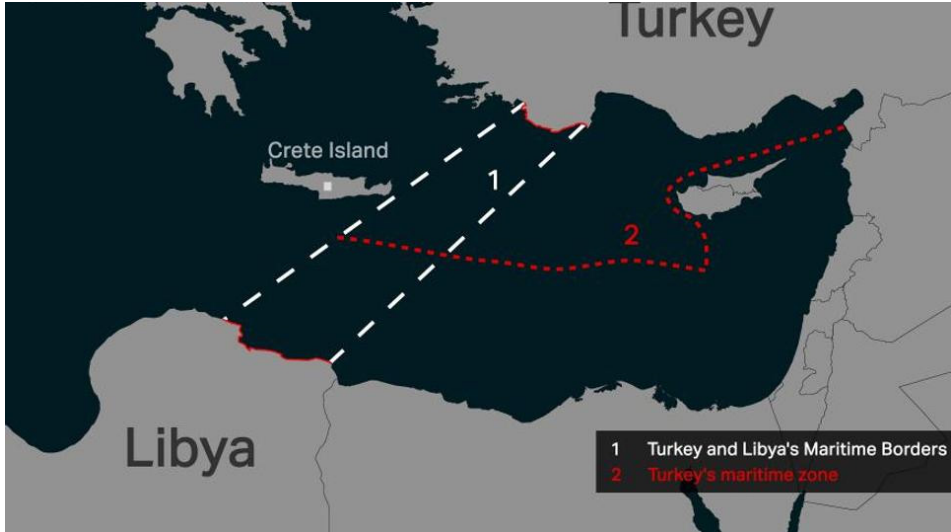 Turkey
Crete Island
1
2
Libya
1 Turkey and Libya's Maritime Borders
2 Turkey's maritime zone